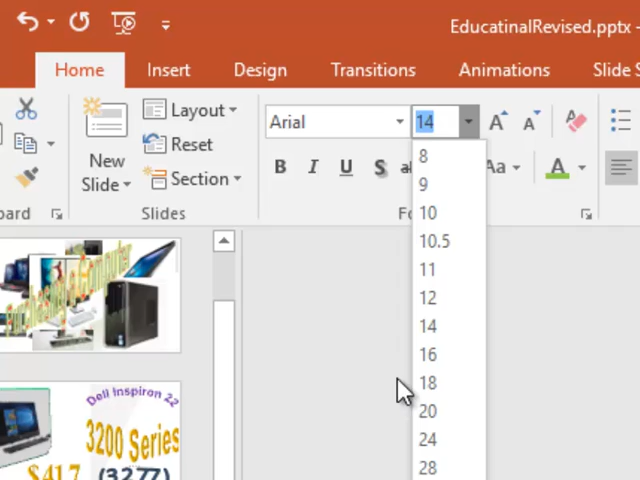 EducatinalRevised.pptx -
Home Insert Design Transitions Animations Slide S
Layout
Arial 14
New
Slide
Reset
Section
B I U S ab Aa A
oard Slides Fo
8
9
10
10.5
11
12
14
16
18
20
24
28
Dell Inspiron 22
3200 Series
$417 (3277)